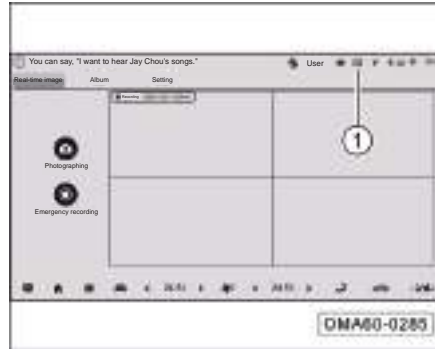 You can say, "I want to hear Jay Chou's songs."
User
Real-time image Album Setting
Recording
1
Photographing
Emergency recording
DMA60-0285